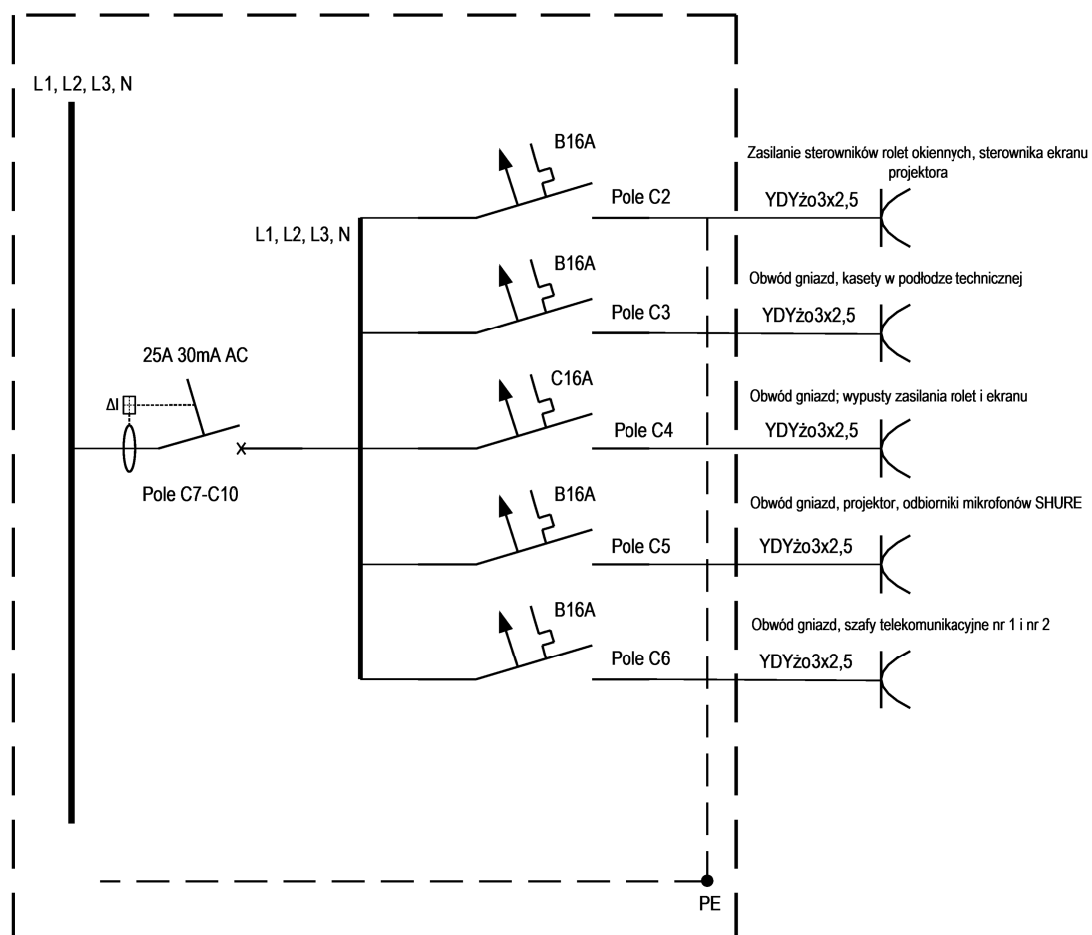 L1, L2, L3, N
B16A
Zasilanie sterowników rolet okiennych, sterownika ekranu
projektora
Pole C2
YDYżo3x2,5
L1, L2, L3, N
B16A
Obwód gniazd, kasety w podłodze technicznej
Pole C3
YDYżo3x2,5
25A 30mA AC
C16A
Obwód gniazd; wypusty zasilania rolet i ekranu
ΔI
Pole C4
YDYżo3x2,5
Pole C7-C10
B16A
Obwód gniazd, projektor, odbiorniki mikrofonów SHURE
Pole C5
YDYżo3x2,5
B16A
Obwód gniazd, szafy telekomunikacyjne nr 1 i nr 2
Pole C6
YDYżo3x2,5
PE